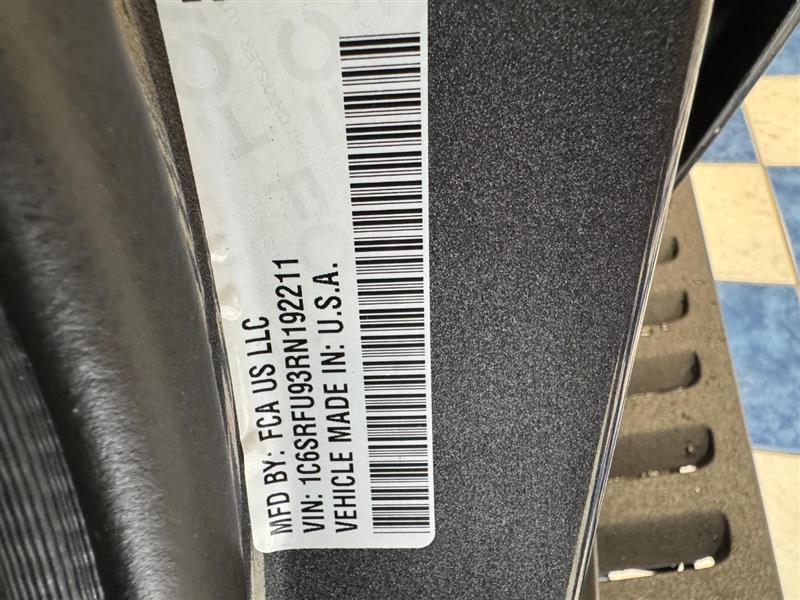 MFD BY: FCA US LLC
VIN: 1C6SRFU93RN192211
VEHICLE MADE IN: U.S.A.